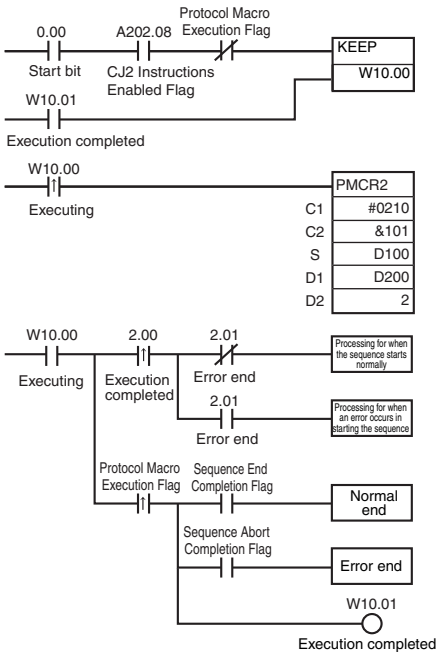 Protocol Macro
Execution Flag
0.00
A202.08
KEEP
W10.00
Start bit
CJ2 Instructions
Enabled Flag
W10.01
Execution completed
W10.00
↑
Executing
PMCR2
C1 #0210
C2 &101
S D100
D1 D200
D2 2
W10.00
2.00
2.01
↑
Executing
Execution
completed
Error end
Processing for when
the sequence starts
normally
2.01
Error end
Processing for when
an error occurs in
starting the sequence
Protocol Macro
Execution Flag
↑
Sequence End
Completion Flag
Normal
end
Sequence Abort
Completion Flag
Error end
W10.01
Execution completed